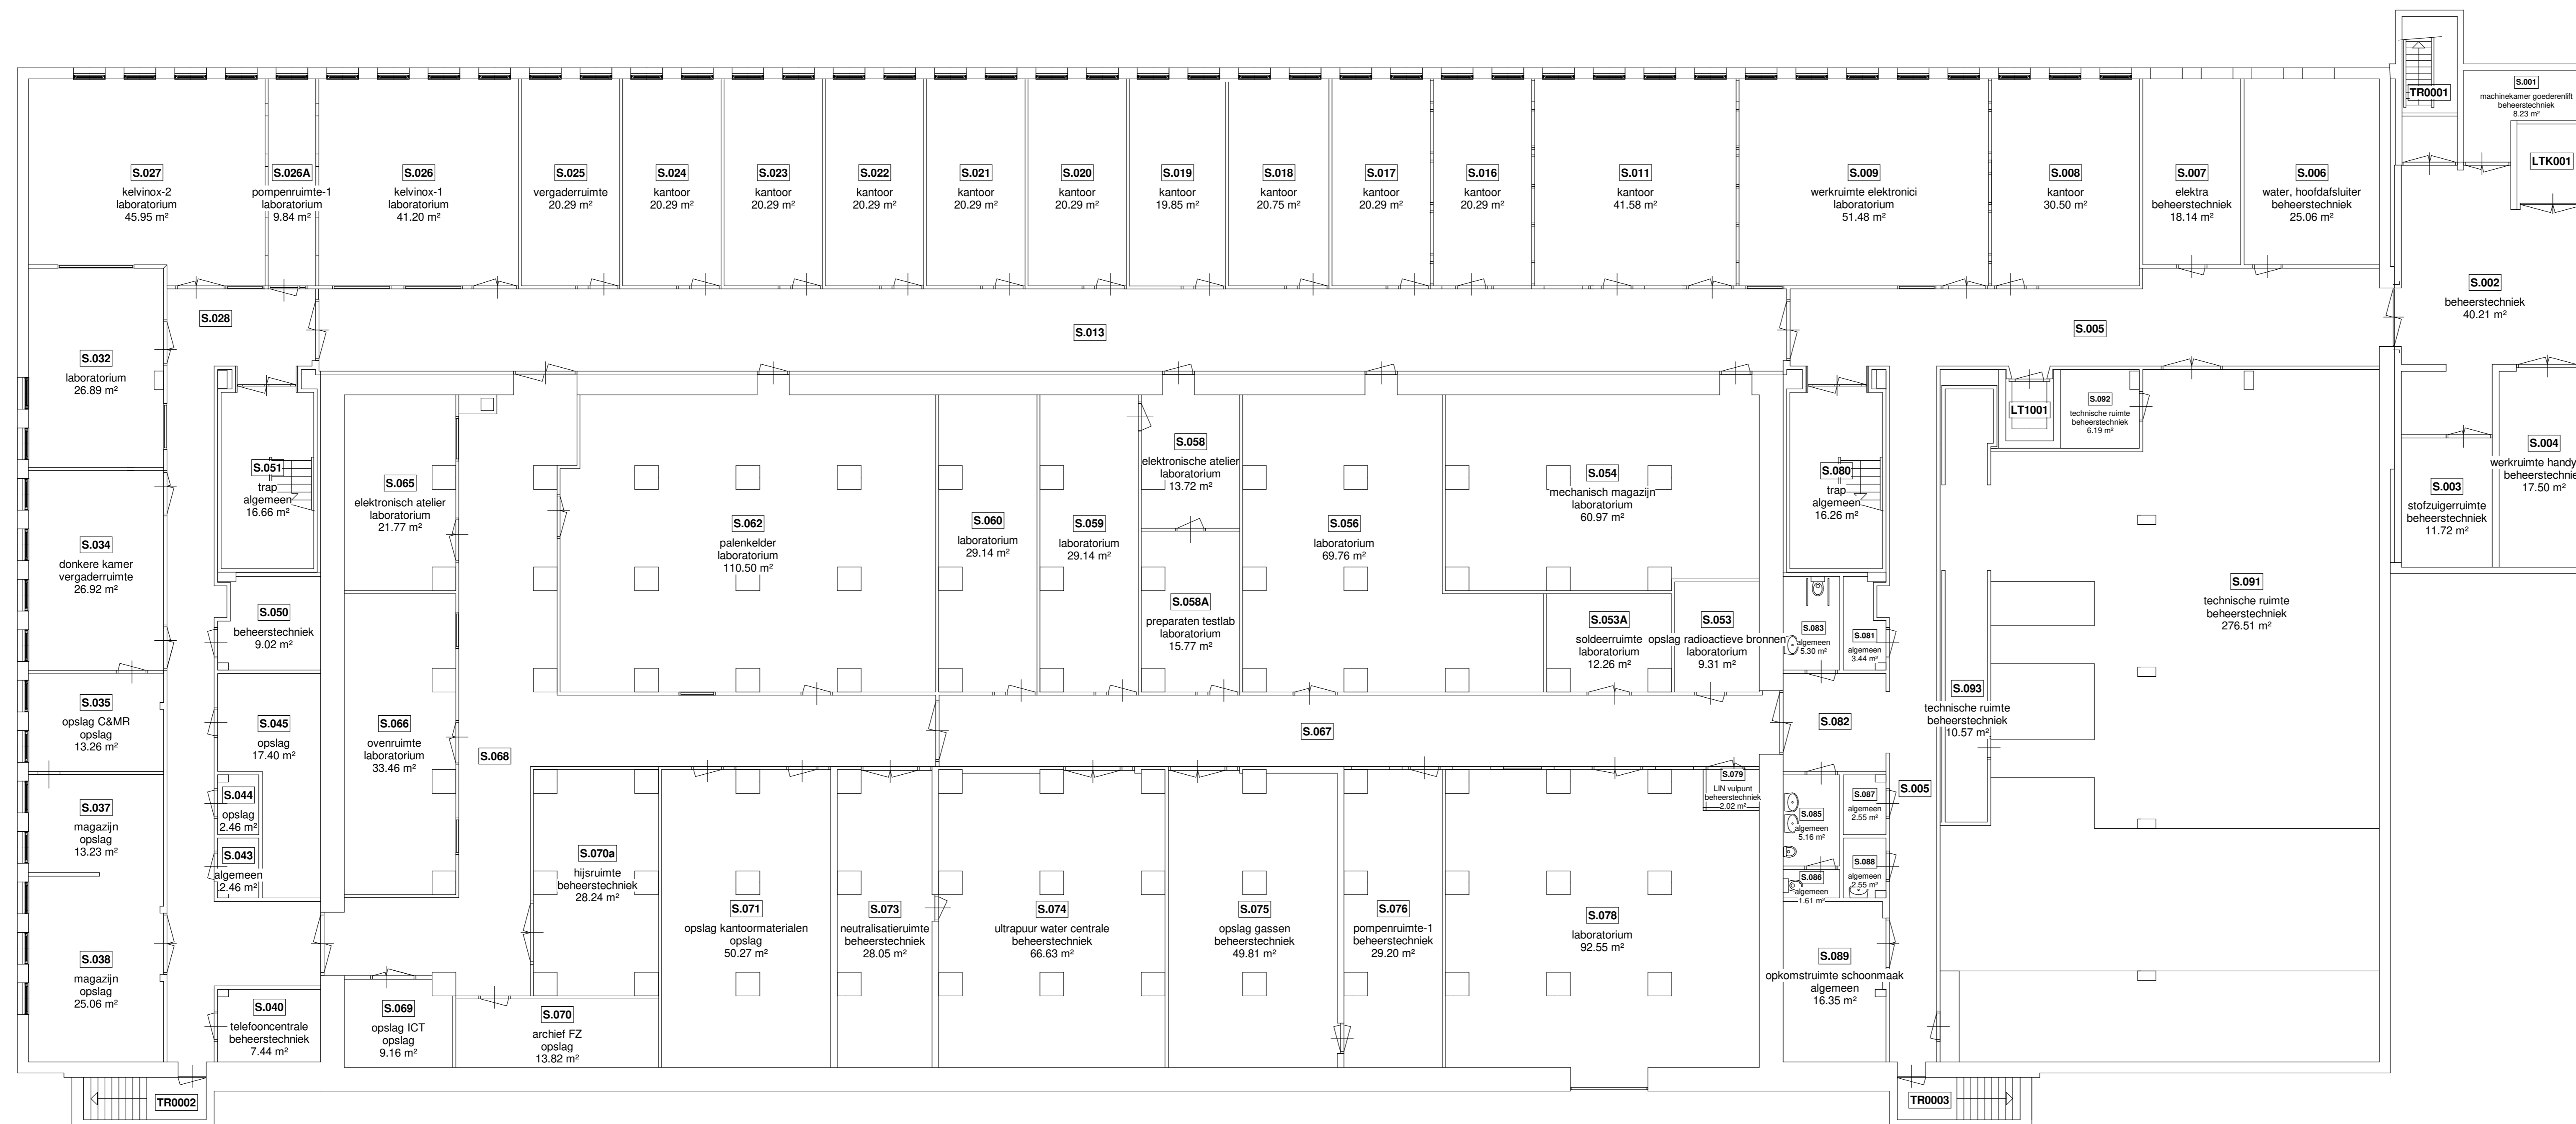 TR0001
S.001
machinekamer goederenlift
beheerstechniek
8.23 m²
LTK001
S.027
kelvinox-2
laboratorium
45.95 m²
S.026A
pompenruimte-1
laboratorium
9.84 m²
S.026
kelvinox-1
laboratorium
41.20 m²
S.025
vergaderruimte
20.29 m²
S.024
kantoor
20.29 m²
S.023
kantoor
20.29 m²
S.022
kantoor
20.29 m²
S.021
kantoor
20.29 m²
S.020
kantoor
20.29 m²
S.019
kantoor
19.85 m²
S.018
kantoor
20.75 m²
S.017
kantoor
20.29 m²
S.016
kantoor
20.29 m²
S.011
kantoor
41.58 m²
S.009
werkruimte elektronici
laboratorium
51.48 m²
S.008
kantoor
30.50 m²
S.007
elektra
beheerstechniek
18.14 m²
S.006
water, hoofdafsluiter
beheerstechniek
25.06 m²
S.002
beheerstechniek
40.21 m²
S.028
S.013
S.005
S.032
laboratorium
26.89 m²
S.051
trap
algemeen
16.66 m²
S.065
elektronisch atelier
laboratorium
21.77 m²
S.062
palenkelder
laboratorium
110.50 m²
S.060
laboratorium
29.14 m²
S.059
laboratorium
29.14 m²
S.058
elektronische atelier
laboratorium
13.72 m²
S.056
laboratorium
69.76 m²
S.054
mechanisch magazijn
laboratorium
60.97 m²
S.080
trap
algemeen
16.26 m²
LT1001
S.092
technische ruimte
beheerstechniek
6.19 m²
S.003
stofzuigerruimte
beheerstechniek
11.72 m²
S.004
werkruimte handy
beheerstechnie
17.50 m²
S.034
donkere kamer
vergaderruimte
26.92 m²
S.050
beheerstechniek
9.02 m²
S.058A
preparaten testlab
laboratorium
15.77 m²
S.053A
soldeerruimte
laboratorium
12.26 m²
S.053
opslag radioactieve bronnen
laboratorium
9.31 m²
S.083
algemeen
5.30 m²
S.081
algemeen
3.44 m²
S.091
technische ruimte
beheerstechniek
276.51 m²
S.035
opslag C&MR
opslag
13.26 m²
S.045
opslag
17.40 m²
S.066
ovenruimte
laboratorium
33.46 m²
S.068
S.067
S.082
S.093
technische ruimte
beheerstechniek
10.57 m²
S.037
magazijn
opslag
13.23 m²
S.044
opslag
2.46 m²
S.043
algemeen
2.46 m²
S.079
LIN vulpunt
beheerstechniek
2.02 m²
S.085
algemeen
5.16 m²
S.087
algemeen
2.55 m²
S.005
S.086
algemeen
1.61 m²
S.088
algemeen
2.55 m²
S.070a
hijsruimte
beheerstechniek
28.24 m²
S.071
opslag kantoormaterialen
opslag
50.27 m²
S.073
neutralisatieruimte
beheerstechniek
28.05 m²
S.074
ultrapuur water centrale
beheerstechniek
66.63 m²
S.075
opslag gassen
beheerstechniek
49.81 m²
S.076
pompenruimte-1
beheerstechniek
29.20 m²
S.078
laboratorium
92.55 m²
S.089
opkomstruimte schoonmaak
algemeen
16.35 m²
S.038
magazijn
opslag
25.06 m²
S.040
telefooncentrale
beheerstechniek
7.44 m²
S.069
opslag ICT
opslag
9.16 m²
S.070
archief FZ
opslag
13.82 m²
TR0002
TR0003